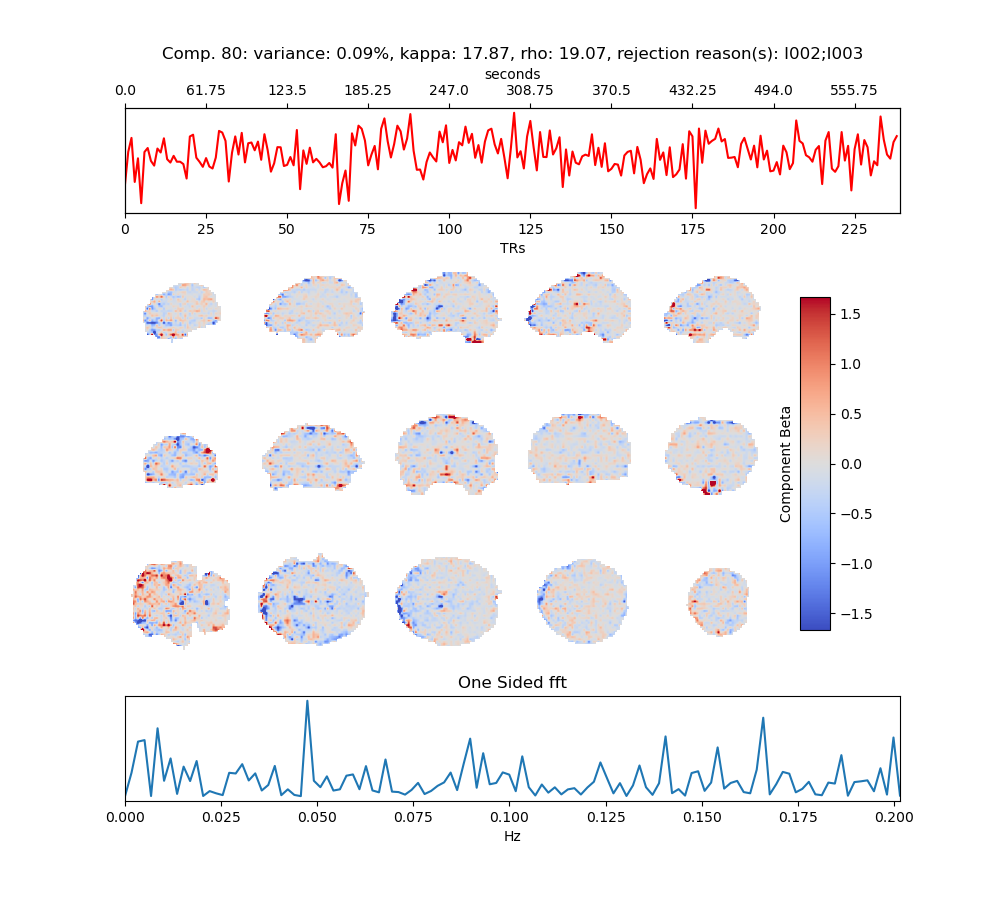 Comp. 80: variance: 0.09%, kappa: 17.87, rho: 19.07, rejection reason(s): I002;I003
seconds
0.0 61.75 123.5 185.25 247.0 308.75 370.5 432.25 494.0 555.75
0 25 50 75 100 125 150 175 200 225
TRs
1.5
1.0
0.5
0.0
−0.5
−1.0
−1.5
Component Beta
One Sided fft
0.000 0.025 0.050 0.075 0.100 0.125 0.150 0.175 0.200
Hz